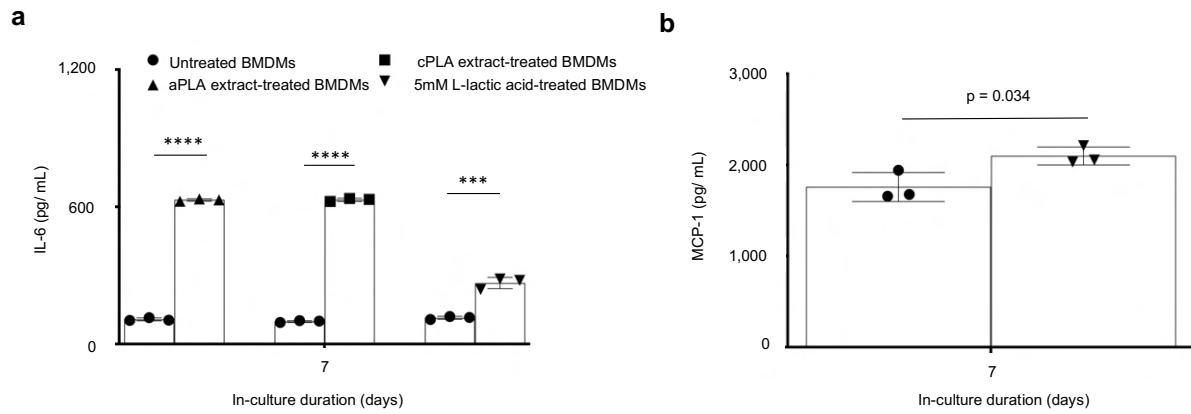 a
Untreated BMDMs
cPLA extract-treated BMDMs
aPLA extract-treated BMDMs
5mM L-lactic acid-treated BMDMs
1,200
600
0
IL-6 (pg/ mL)
****
****
***
7
In-culture duration (days)
b
3,000
2,000
1,000
0
MCP-1 (pg/ mL)
p = 0.034
7
In-culture duration (days)